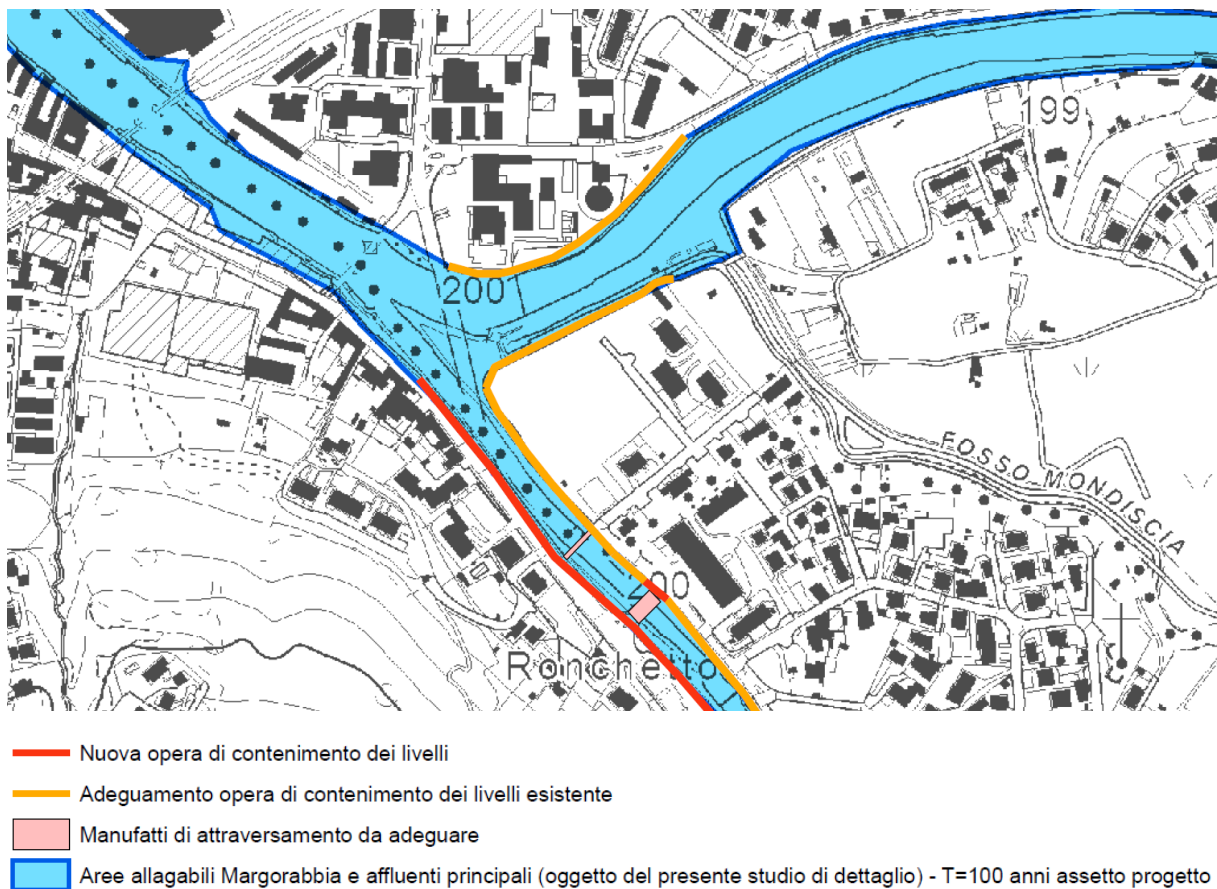 199
200
FOSSO MONDISCIA
200
Ronchetto
Nuova opera di contenimento dei livelli
Adeguamento opera di contenimento dei livelli esistente
Manufatti di attraversamento da adeguare
Aree allagabili Margorabbia e affluenti principali (oggetto del presente studio di dettaglio) - T=100 anni assetto progetto